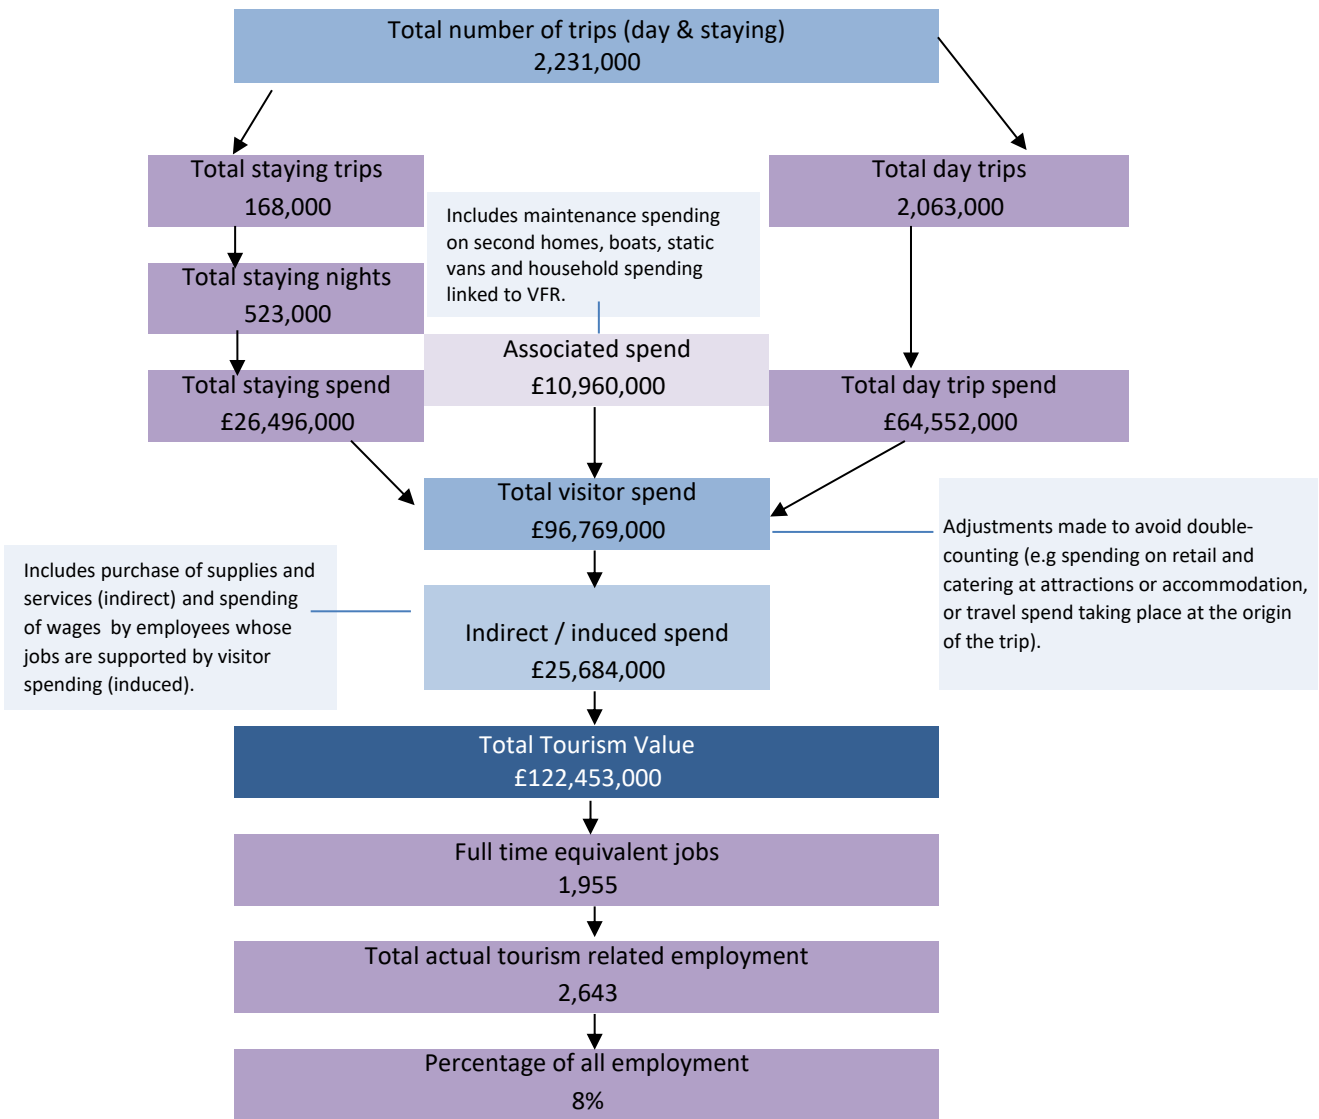 Total number of trips (day & staying)
2,231,000
Total staying trips
168,000
Total day trips
2,063,000
Includes maintenance spending
on second homes, boats, static
vans and household spending
linked to VFR.
Total staying nights
523,000
Associated spend
£10,960,000
Total staying spend
£26,496,000
Total day trip spend
£64,552,000
Total visitor spend
£96,769,000
Adjustments made to avoid double-
counting (e.g spending on retail and
catering at attractions or accommodation,
or travel spend taking place at the origin
of the trip).
Includes purchase of supplies and
services (indirect) and spending
of wages by employees whose
jobs are supported by visitor
spending (induced).
Indirect / induced spend
£25,684,000
Total Tourism Value
£122,453,000
Full time equivalent jobs
1,955
Total actual tourism related employment
2,643
Percentage of all employment
8%